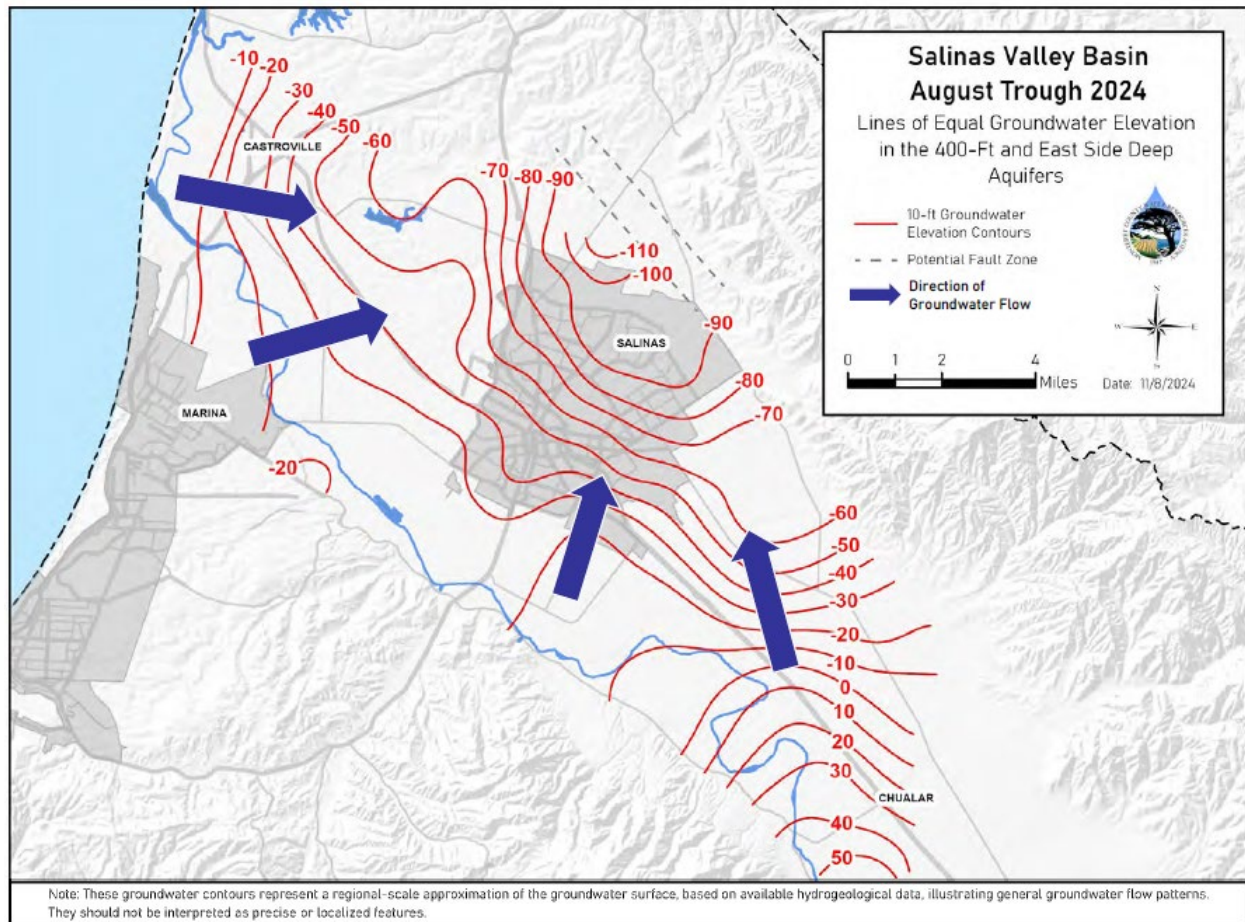 Salinas Valley Basin
August Trough 2024
Lines of Equal Groundwater Elevation
in the 400-Ft and East Side Deep
Aquifers
10-ft Groundwater
Elevation Contours
Potential Fault Zone
Direction of
Groundwater Flow
N
W
E
S
0
1
2
4
Miles
Date: 11/8/2024
-10
-20
-30
-40
-50
-60
CASTROVILLE
-70
-80
-90
-110
-100
-90
SALINAS
-80
-70
MARINA
-20
-60
-50
-40
-30
-20
-10
0
10
20
30
CHUALAR
40
50
Note: These groundwater contours represent a regional-scale approximation of the groundwater surface, based on available hydrogeological data, illustrating general groundwater flow patterns.
They should not be interpreted as precise or localized features.